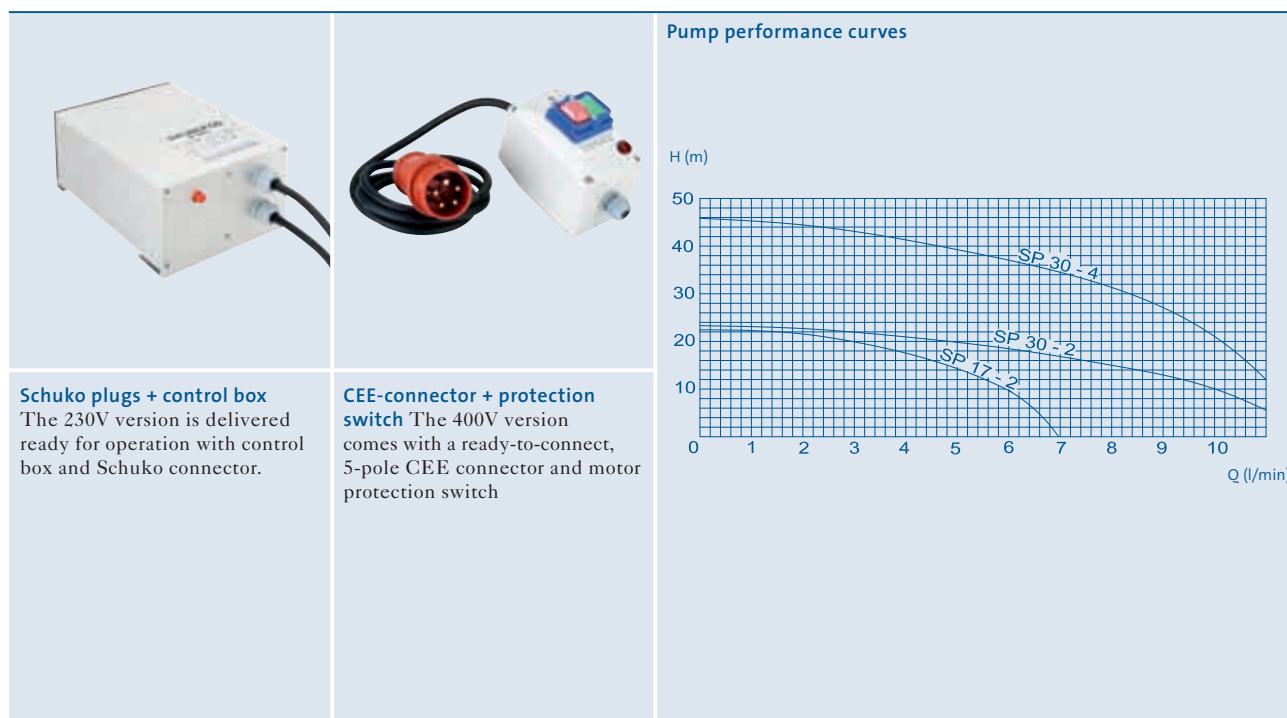 Pump performance curves
H (m)
50
40
30
20
10
0 1 2 3 4 5 6 7 8 9 10
Q (l/min)
SP 30 - 4
SP 30 - 2
SP 17 - 2
Schuko plugs + control box
The 230V version is delivered
ready for operation with control
box and Schuko connector.
CEE-connector + protection
switch The 400V version
comes with a ready-to-connect,
5-pole CEE connector and motor
protection switch